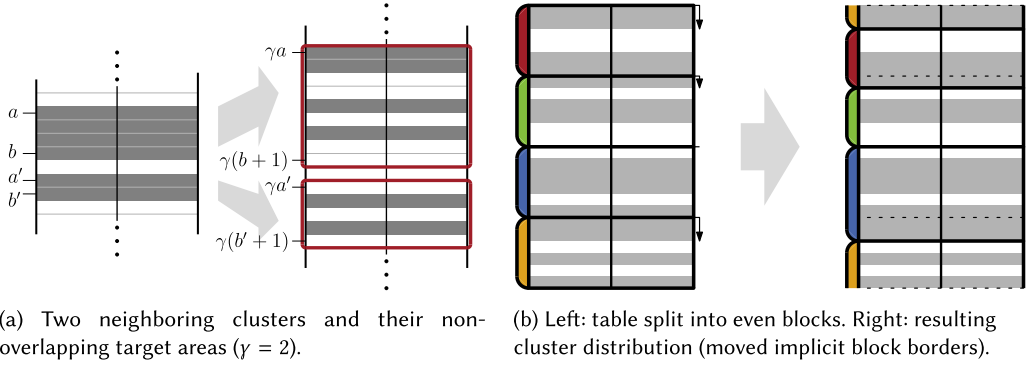 a
b
a′
b′
γa
γ(b + 1)
γa′
γ(b′ + 1)
(a) Two neighboring clusters and their non-
overlapping target areas (γ = 2).
(b) Left: table split into even blocks. Right: resulting
cluster distribution (moved implicit block borders).